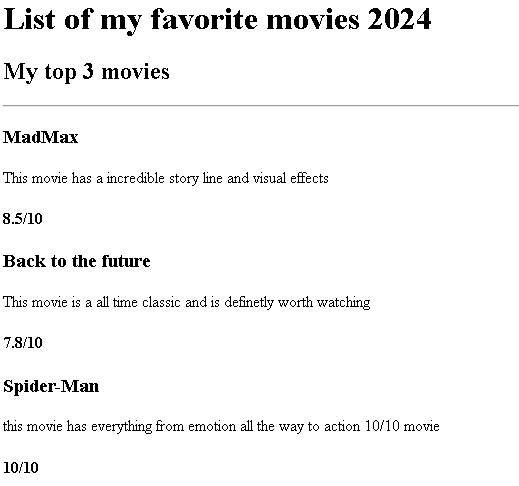 List of my favorite movies 2024
My top 3 movies
MadMax
This movie has a incredible story line and visual effects
8.5/10
Back to the future
This movie is a all time classic and is definetly worth watching
7.8/10
Spider-Man
this movie has everything from emotion all the way to action 10/10 movie
10/10